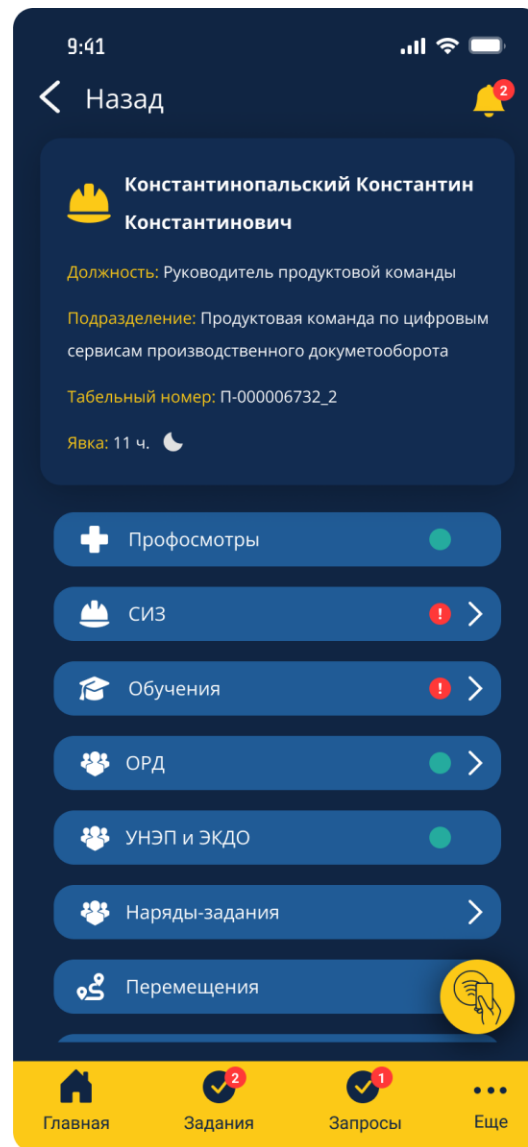 9:41
Назад
2
Константинопальский Константин
Константинович
Должность: Руководитель продуктовой команды
Подразделение: Продуктовая команда по цифровым
сервисам производственного докуметооборота
Табельный номер: П-000006732_2
Явка: 11 ч.
Профосмотры
СИЗ
!
Обучения
!
ОРД
УНЭП и ЭКДО
Наряды-задания
Перемещения
2
1
Главная
Задания
Запросы
Еще